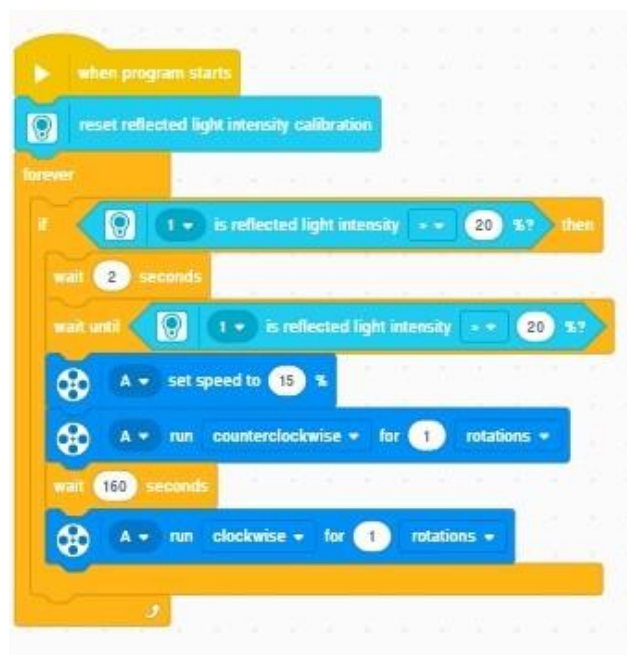 when program starts
reset reflected light intensity calibration
forever
if 1 is reflected light intensity > 20 %? then
wait 2 seconds
wait until 1 is reflected light intensity > 20 %?
A set speed to 15 %
A run counterclockwise for 1 rotations
wait 160 seconds
A run clockwise for 1 rotations